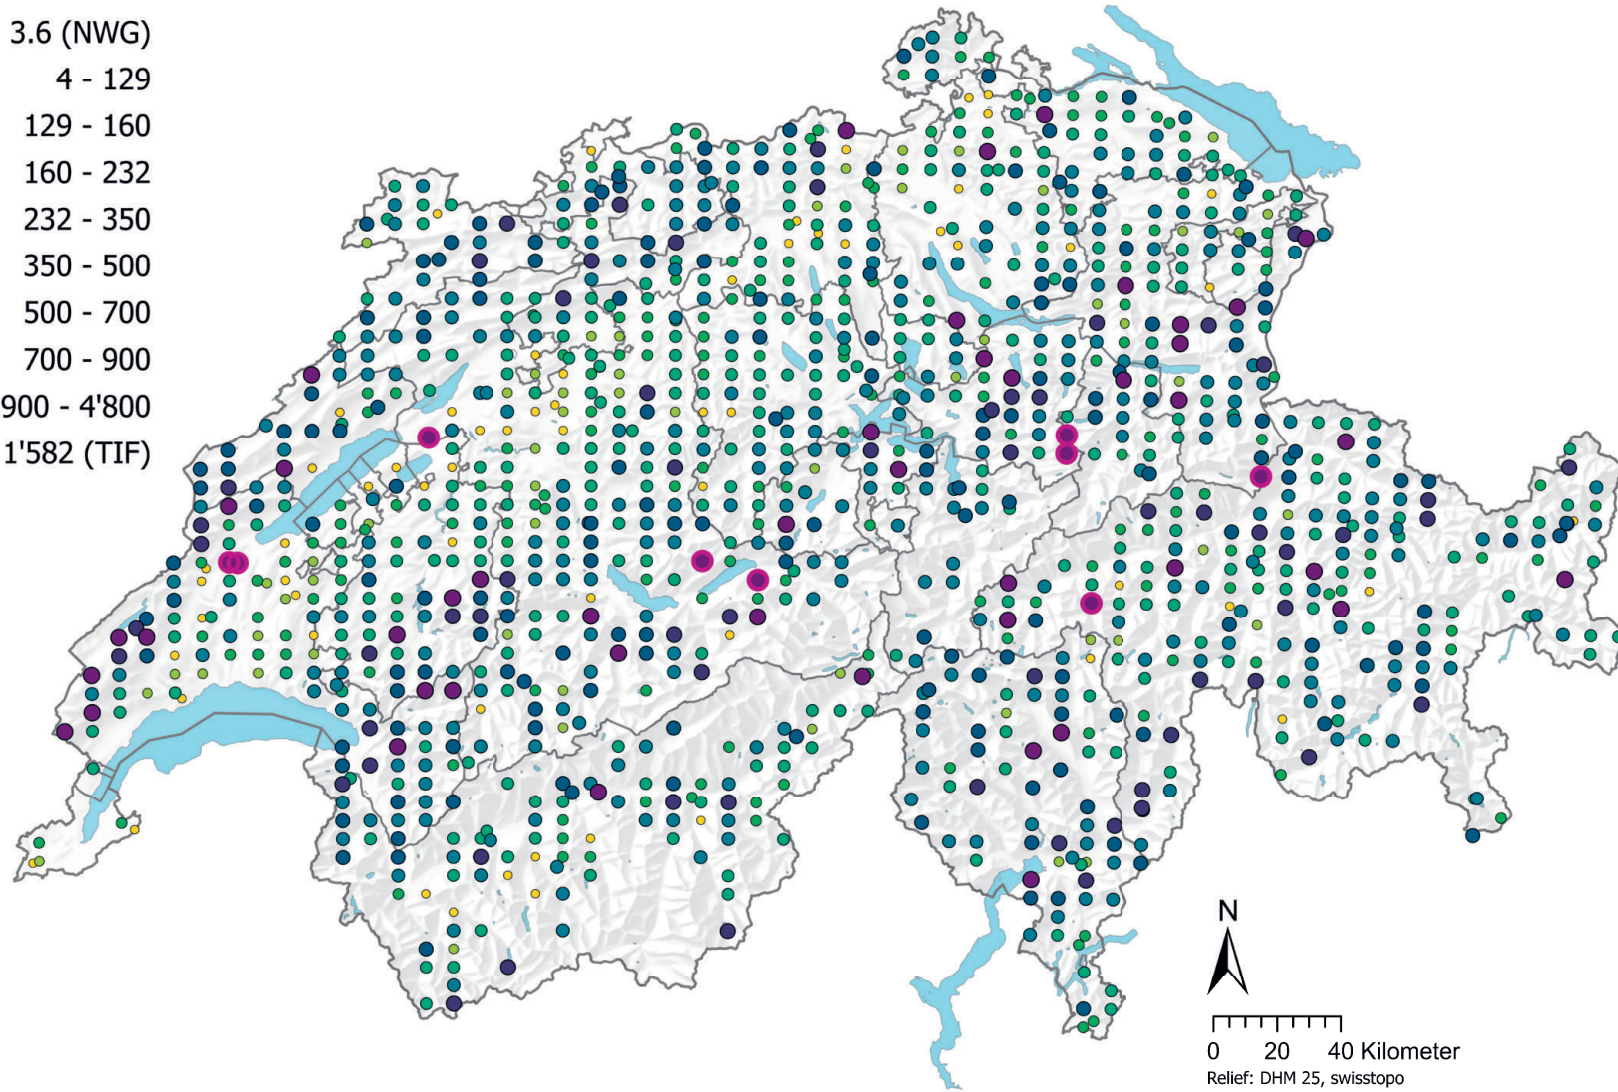 3.6 (NWG)
4 - 129
129 - 160
160 - 232
232 - 350
350 - 500
500 - 700
700 - 900
900 - 4'800
1'582 (TIF)
N
0 20 40 Kilometer
Relief: DHM 25, swisstopo